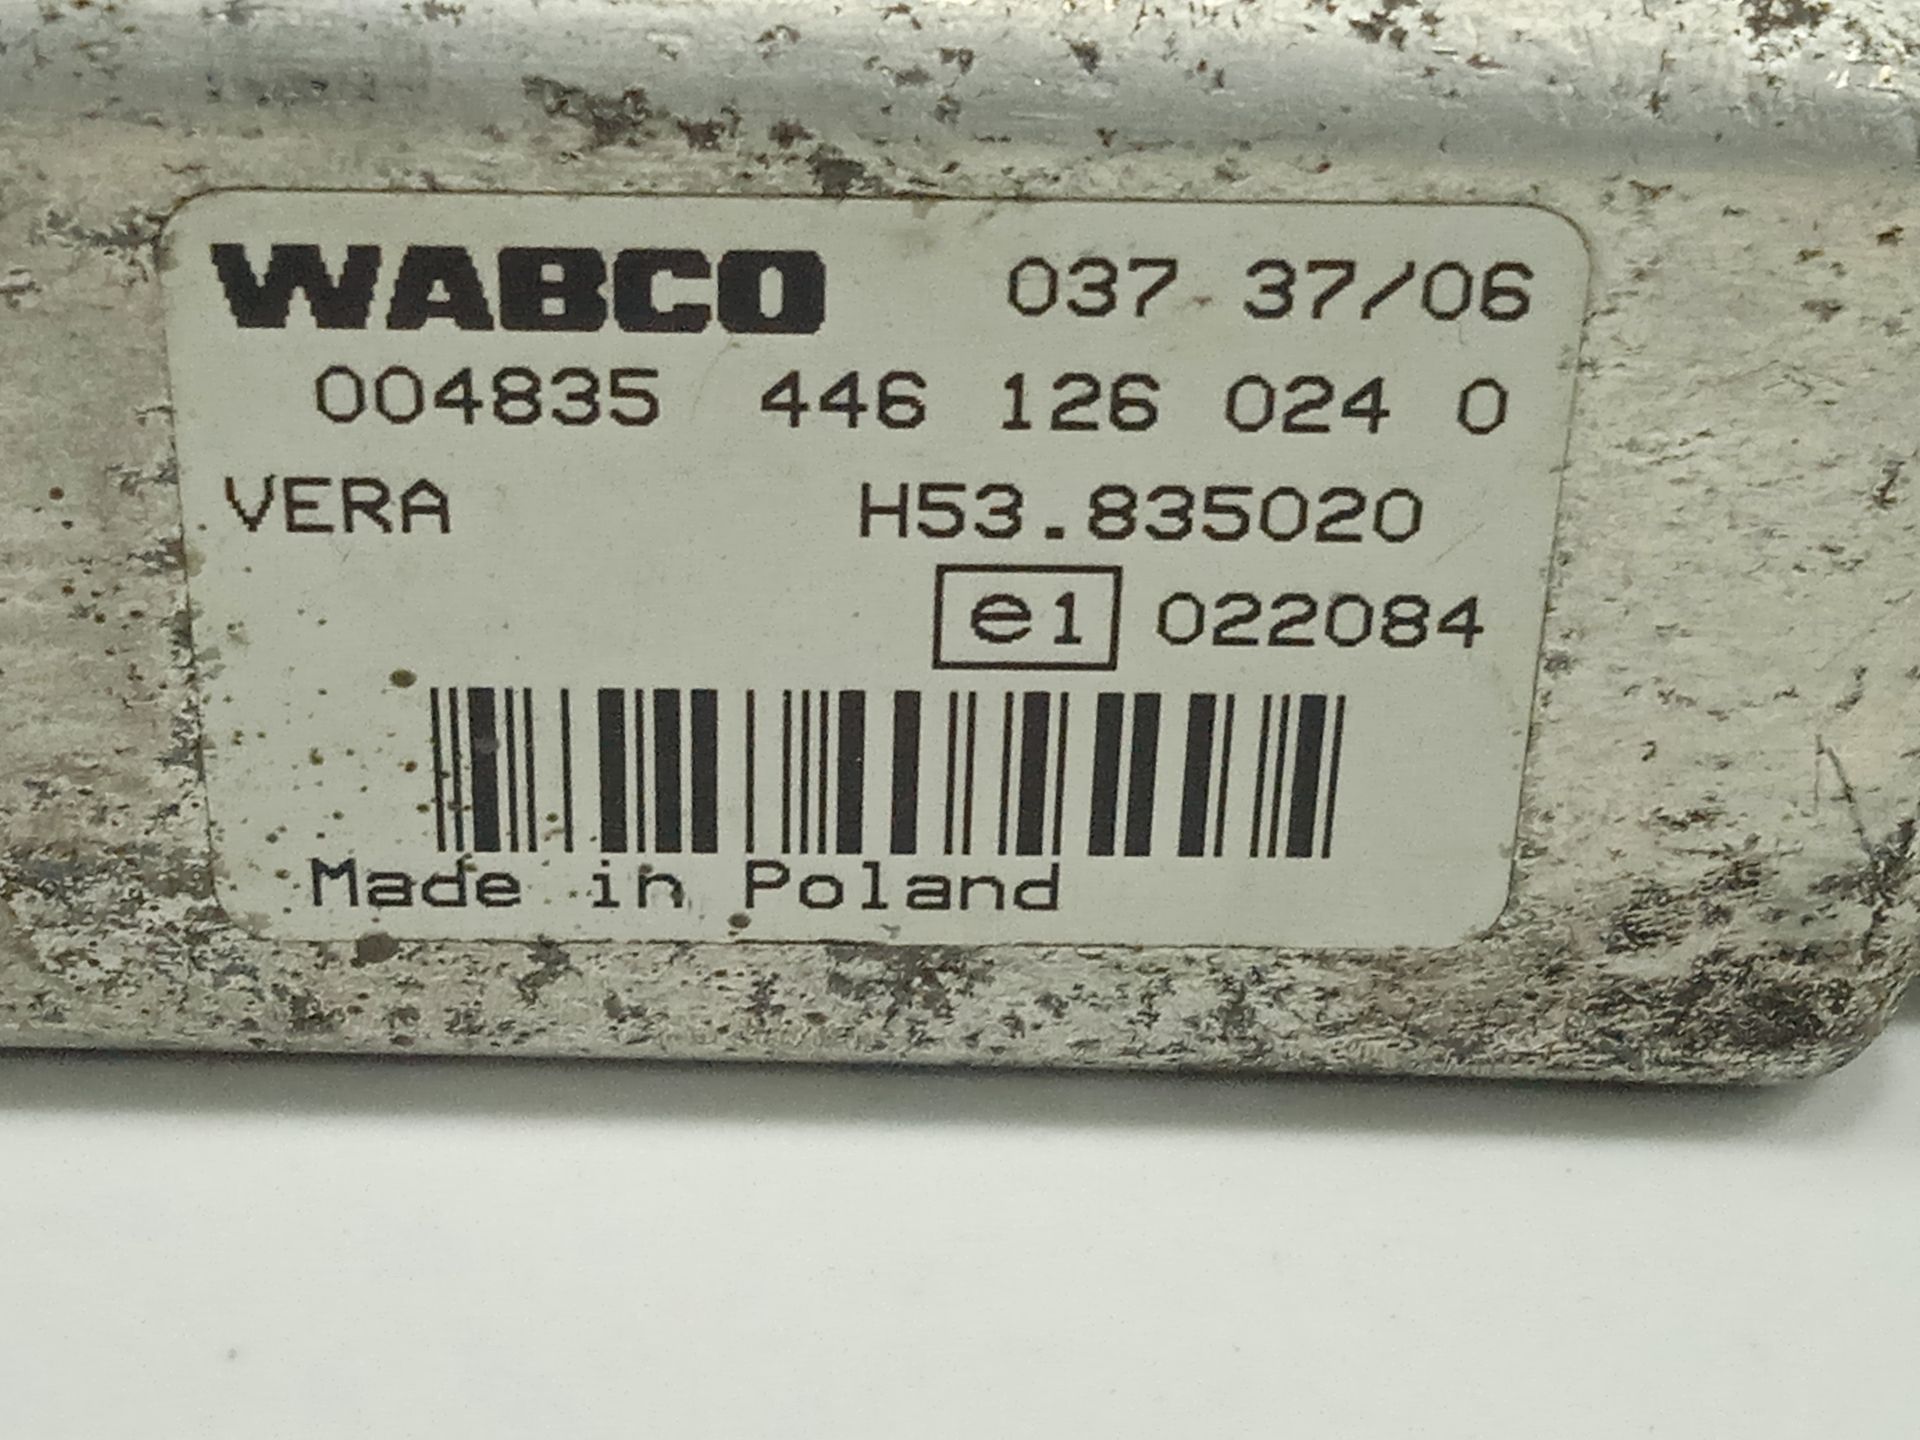 WABCO 037 37/06
004835 446 126 024 0
VERA H53.835020
e1 022084
Made in Poland